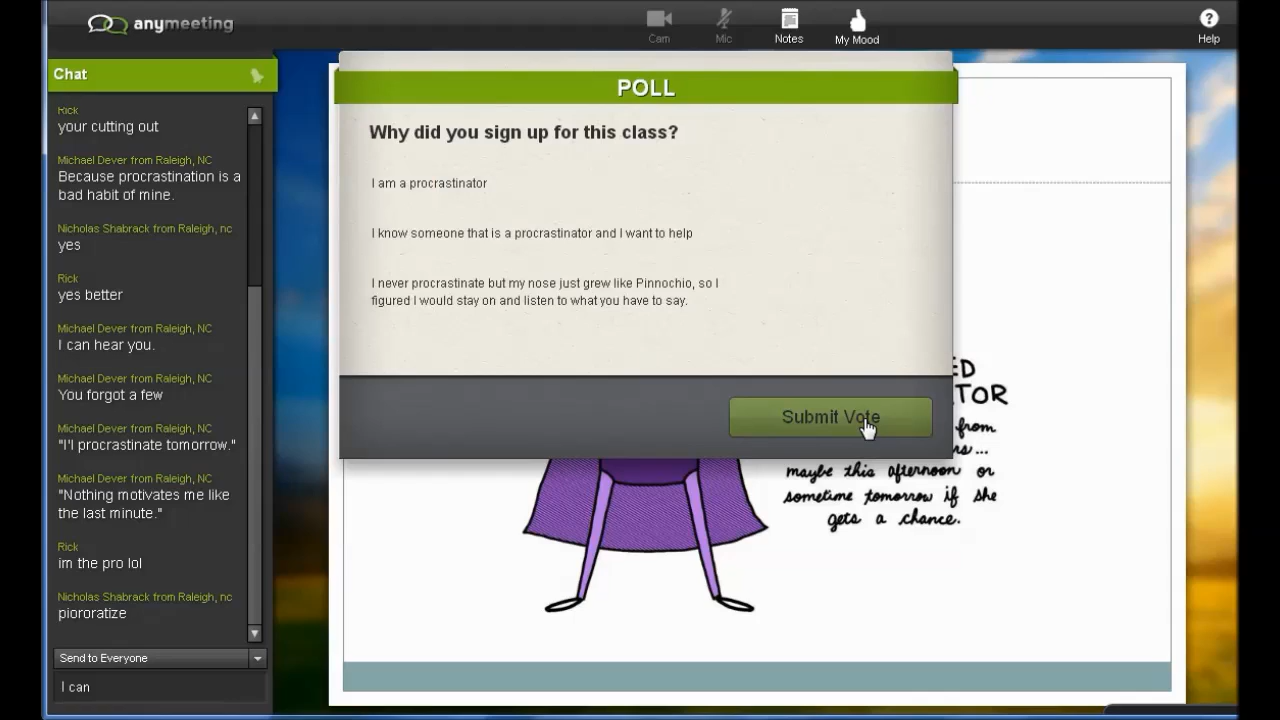 anymeeting
Cam
Mic
Notes
My Mood
Help
Chat
Rick
your cutting out
Michael Dever from Raleigh, NC
Because procrastination is a
bad habit of mine.
Nicholas Shabrack from Raleigh, nc
yes
Rick
yes better
Michael Dever from Raleigh, NC
I can hear you.
Michael Dever from Raleigh, NC
You forgot a few
Michael Dever from Raleigh, NC
"I'l procrastinate tomorrow."
Michael Dever from Raleigh, NC
"Nothing motivates me like
the last minute."
Rick
im the pro lol
Nicholas Shabrack from Raleigh, nc
piororatize
Send to Everyone
I can
POLL
Why did you sign up for this class?
I am a procrastinator
I know someone that is a procrastinator and I want to help
I never procrastinate but my nose just grew like Pinnochio, so I
figured I would stay on and listen to what you have to say.
Submit Vote
from
maybe this afternoon or
sometime tomorrow if she
gets a chance.